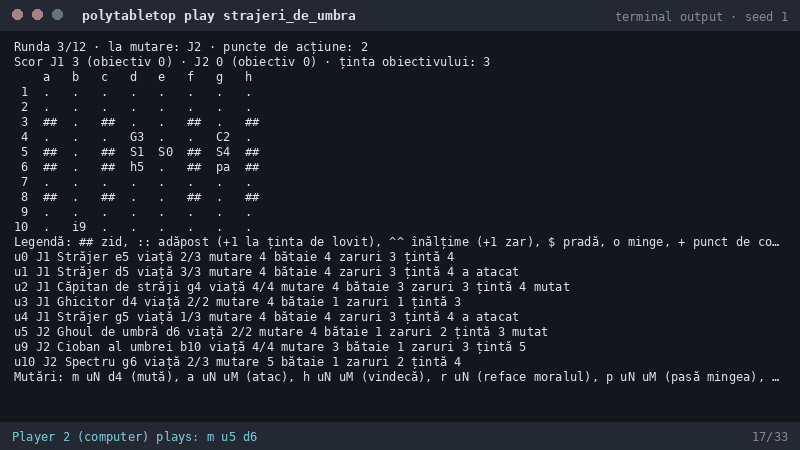 polytabletop play strajeri_de_umbra
terminal output · seed 1
Runda 3/12 · la mutare: J2 · puncte de acțiune: 2
Scor J1 3 (obiectiv 0) · J2 0 (obiectiv 0) · ținta obiectivului: 3
a b c d e f g h
1 . . . . . . . .
2 . . . . . . . .
3 ## . ## . . ## . ##
4 . . . G3 . . C2 .
5 ## . ## S1 S0 ## S4 ##
6 ## . ## h5 . ## pa ##
7 . . . . . . . .
8 ## . ## . . ## . ##
9 . . . . . . . .
10 . i9 . . . . . .
Legendă: ## zid, :: adăpost (+1 la ținta de lovit), ^^ înălțime (+1 zar), $ pradă, o minge, + punct de co…
u0 J1 Străjer e5 viață 2/3 mutare 4 bătaie 4 zaruri 3 țintă 4
u1 J1 Străjer d5 viață 3/3 mutare 4 bătaie 4 zaruri 3 țintă 4 a atacat
u2 J1 Căpitan de străji g4 viață 4/4 mutare 4 bătaie 3 zaruri 3 țintă 4 mutat
u3 J1 Ghicitor d4 viață 2/2 mutare 4 bătaie 1 zaruri 1 țintă 3
u4 J1 Străjer g5 viață 1/3 mutare 4 bătaie 4 zaruri 3 țintă 4 a atacat
u5 J2 Ghoul de umbră d6 viață 2/2 mutare 4 bătaie 1 zaruri 2 țintă 3 mutat
u9 J2 Cioban al umbrei b10 viață 4/4 mutare 3 bătaie 1 zaruri 3 țintă 5
u10 J2 Spectru g6 viață 2/3 mutare 5 bătaie 1 zaruri 2 țintă 4
Mutări: m uN d4 (mută), a uN uM (atac), h uN uM (vindecă), r uN (reface moralul), p uN uM (pasă mingea), …
Player 2 (computer) plays: m u5 d6
17/33